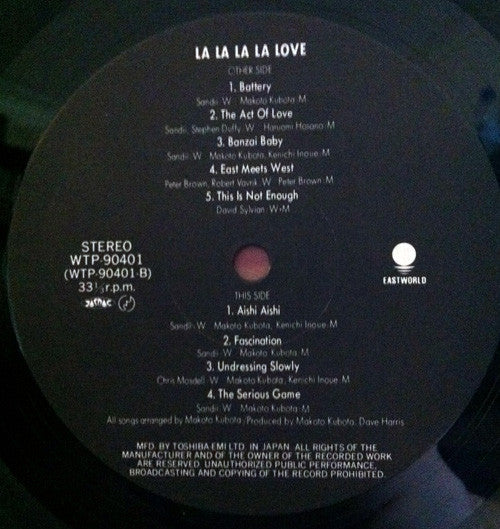 LA LA LA LA LOVE
OTHER SIDE
1. Battery
Sandii: W Makoto Kubota: M
2. The Act Of Love
Sandii, Stephen Duffy: W Haruomi Hosono: M
3. Banzai Baby
Sandii: W Makoto Kubota, Kenichi Inoue: M
4. East Meets West
Peter Brown, Robert Vavrik: W Peter Brown: M
5. This Is Not Enough
David Sylvian: W·M
STEREO
WTP-90401
(WTP-90401-B)
33⅓ r.p.m.
EASTWORLD
THIS SIDE
1. Aishi Aishi
Sandii: W Makoto Kubota, Kenichi Inoue: M
2. Fascination
Sandii: W Makoto Kubota: M
3. Undressing Slowly
Chris Mosdell: W Makoto Kubota, Kenichi Inoue: M
4. The Serious Game
Sandii: W Makoto Kubota: M
All songs arranged by Makoto Kubota/Produced by Makoto Kubota, Dave Harris
MFD. BY TOSHIBA EMI LTD. IN JAPAN. ALL RIGHTS OF THE
MANUFACTURER AND OF THE OWNER OF THE RECORDED WORK
ARE RESERVED. UNAUTHORIZED PUBLIC PERFORMANCE,
BROADCASTING AND COPYING OF THE RECORD PROHIBITED.